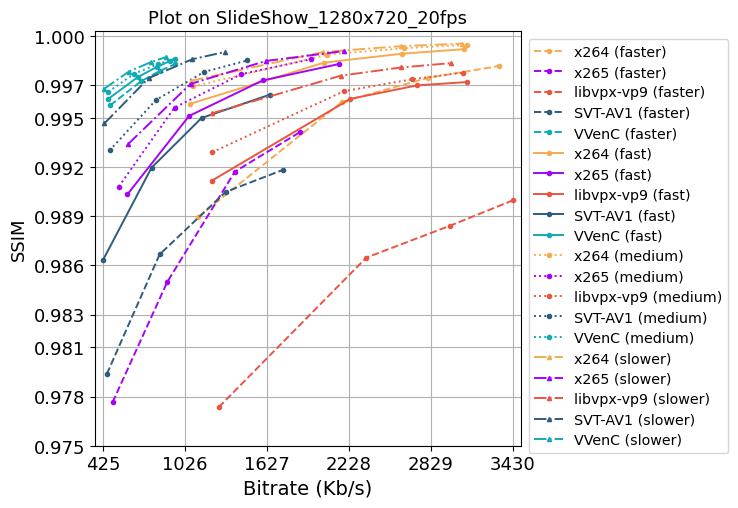 Plot on SlideShow_1280x720_20fps
SSIM
1.000
0.997
0.995
0.992
0.989
0.986
0.983
0.981
0.978
0.975
425 1026 1627 2228 2829 3430
Bitrate (Kb/s)
x264 (faster)
x265 (faster)
libvpx-vp9 (faster)
SVT-AV1 (faster)
VVenC (faster)
x264 (fast)
x265 (fast)
libvpx-vp9 (fast)
SVT-AV1 (fast)
VVenC (fast)
x264 (medium)
x265 (medium)
libvpx-vp9 (medium)
SVT-AV1 (medium)
VVenC (medium)
x264 (slower)
x265 (slower)
libvpx-vp9 (slower)
SVT-AV1 (slower)
VVenC (slower)